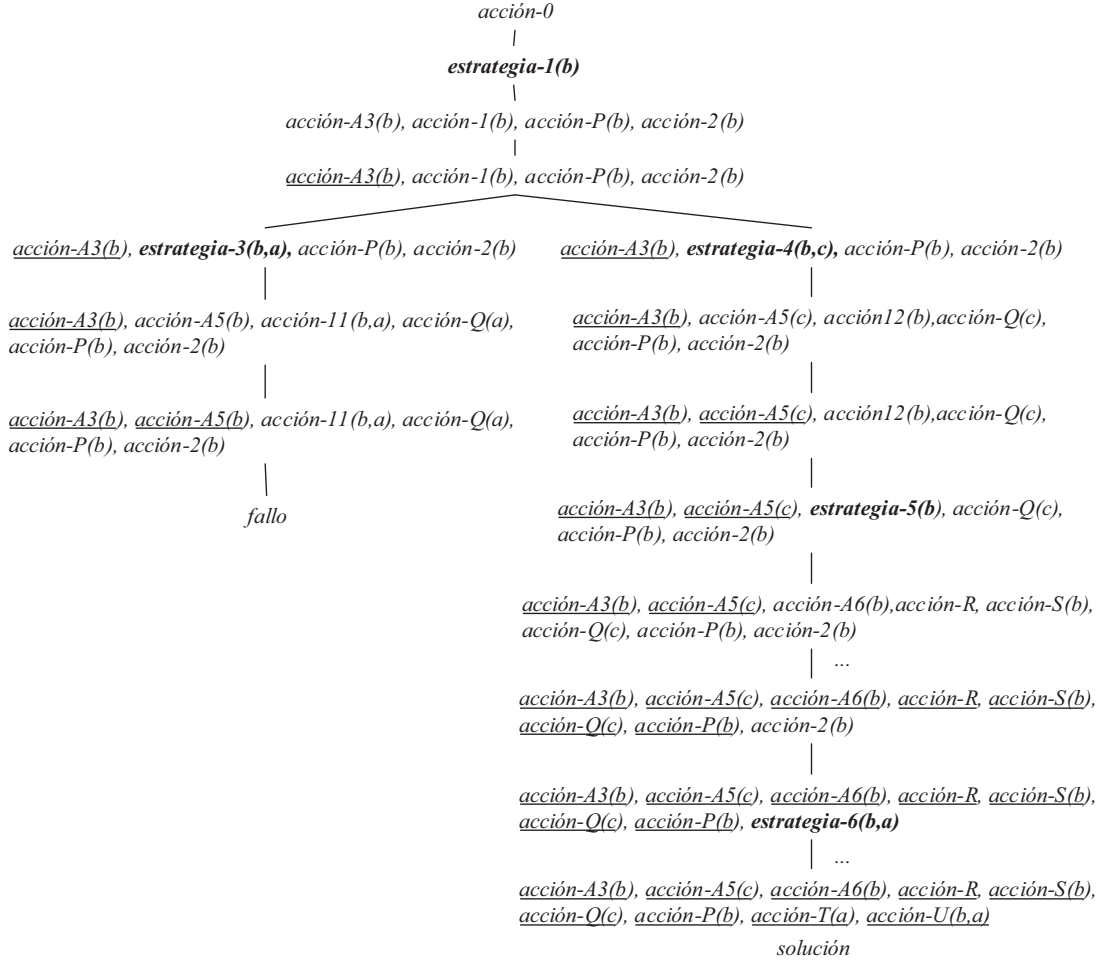 acción-0
estrategia-1(b)
acción-A3(b), acción-1(b), acción-P(b), acción-2(b)
acción-A3(b), acción-1(b), acción-P(b), acción-2(b)
acción-A3(b), estrategia-3(b,a), acción-P(b), acción-2(b)
acción-A3(b), acción-A5(b), acción-11(b,a), acción-Q(a),
acción-P(b), acción-2(b)
acción-A3(b), acción-A5(b), acción-11(b,a), acción-Q(a),
acción-P(b), acción-2(b)
fallo
acción-A3(b), estrategia-4(b,c), acción-P(b), acción-2(b)
acción-A3(b), acción-A5(c), acción12(b),acción-Q(c),
acción-P(b), acción-2(b)
acción-A3(b), acción-A5(c), acción12(b),acción-Q(c),
acción-P(b), acción-2(b)
acción-A3(b), acción-A5(c), estrategia-5(b), acción-Q(c),
acción-P(b), acción-2(b)
acción-A3(b), acción-A5(c), acción-A6(b),acción-R, acción-S(b),
acción-Q(c), acción-P(b), acción-2(b)
...
acción-A3(b), acción-A5(c), acción-A6(b), acción-R, acción-S(b),
acción-Q(c), acción-P(b), acción-2(b)
acción-A3(b), acción-A5(c), acción-A6(b), acción-R, acción-S(b),
acción-Q(c), acción-P(b), estrategia-6(b,a)
...
acción-A3(b), acción-A5(c), acción-A6(b), acción-R, acción-S(b),
acción-Q(c), acción-P(b), acción-T(a), acción-U(b,a)
solución